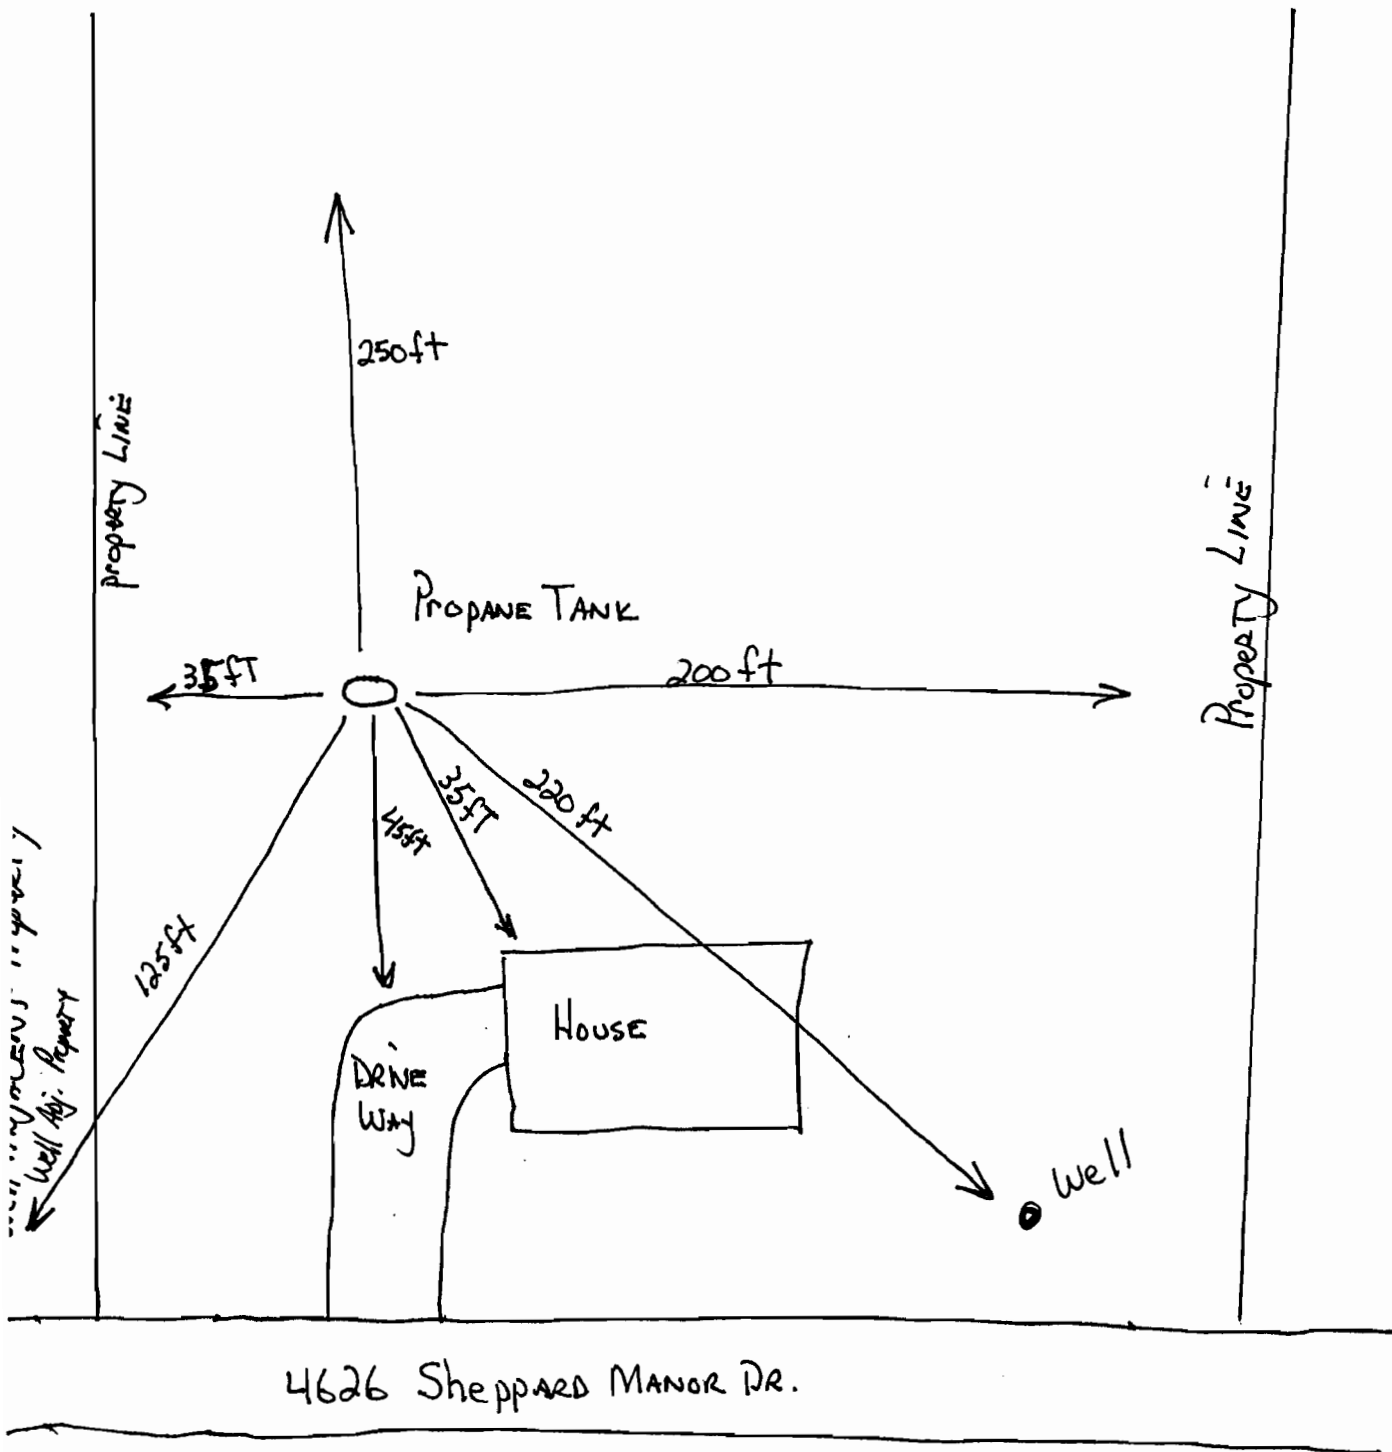 250ft
property LINE
PROPANE TANK
35fT
200ft
Property LINE
45ft
35fT
220ft
125ft
Well Adj. Property
HOUSE
DRIVE
WAY
Well
4626 SheppARD MANOR DR.